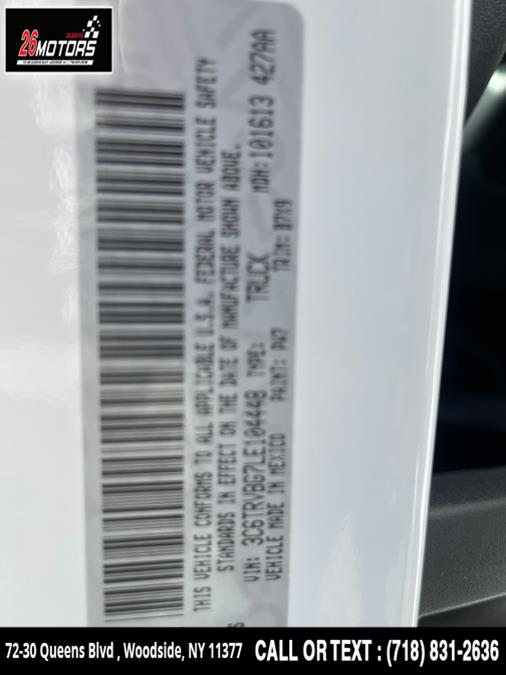 QUEENS
26 MOTORS
THIS VEHICLE CONFORMS TO ALL APPLICABLE U.S.A. FEDERAL MOTOR VEHICLE SAFETY
STANDARDS IN EFFECT ON THE DATE OF MANUFACTURE SHOWN ABOVE.
VIN: 3C6TRVBG7LE104448 TYPE: TRUCK MDH: 101613 427AA
VEHICLE MADE IN MEXICO PAINT: PW7 TRIM: B7X9
72-30 Queens Blvd , Woodside, NY 11377 CALL OR TEXT : (718) 831-2636